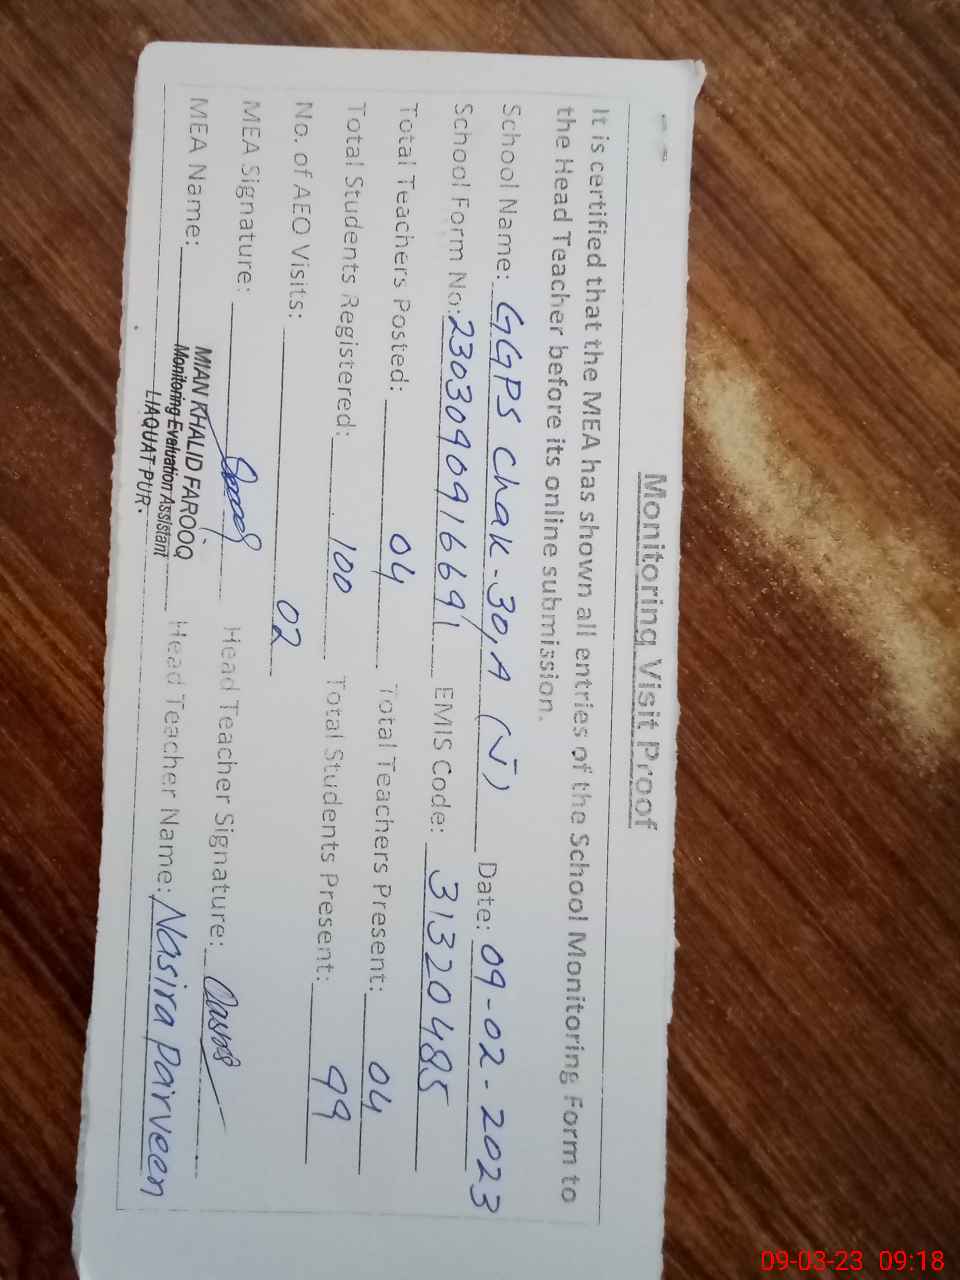 Monitoring Visit Proof
It is certified that the MEA has shown all entries of the School Monitoring Form to
the Head Teacher before its online submission.
School Name: GGPS Chak-30,A (J) Date: 09-02-2023
School Form No: 2303090916691 EMIS Code: 31320485
Total Teachers Posted: 04 Total Teachers Present: 04
Total Students Registered: 100 Total Students Present: 99
No. of AEO Visits: 02
MEA Signature: Head Teacher Signature:
MEA Name: MIAN KHALID FAROOQ Head Teacher Name: Nasira Parveen
Monitoring Evaluation Assistant
LIAQUAT PUR.
09-03-23 09:18